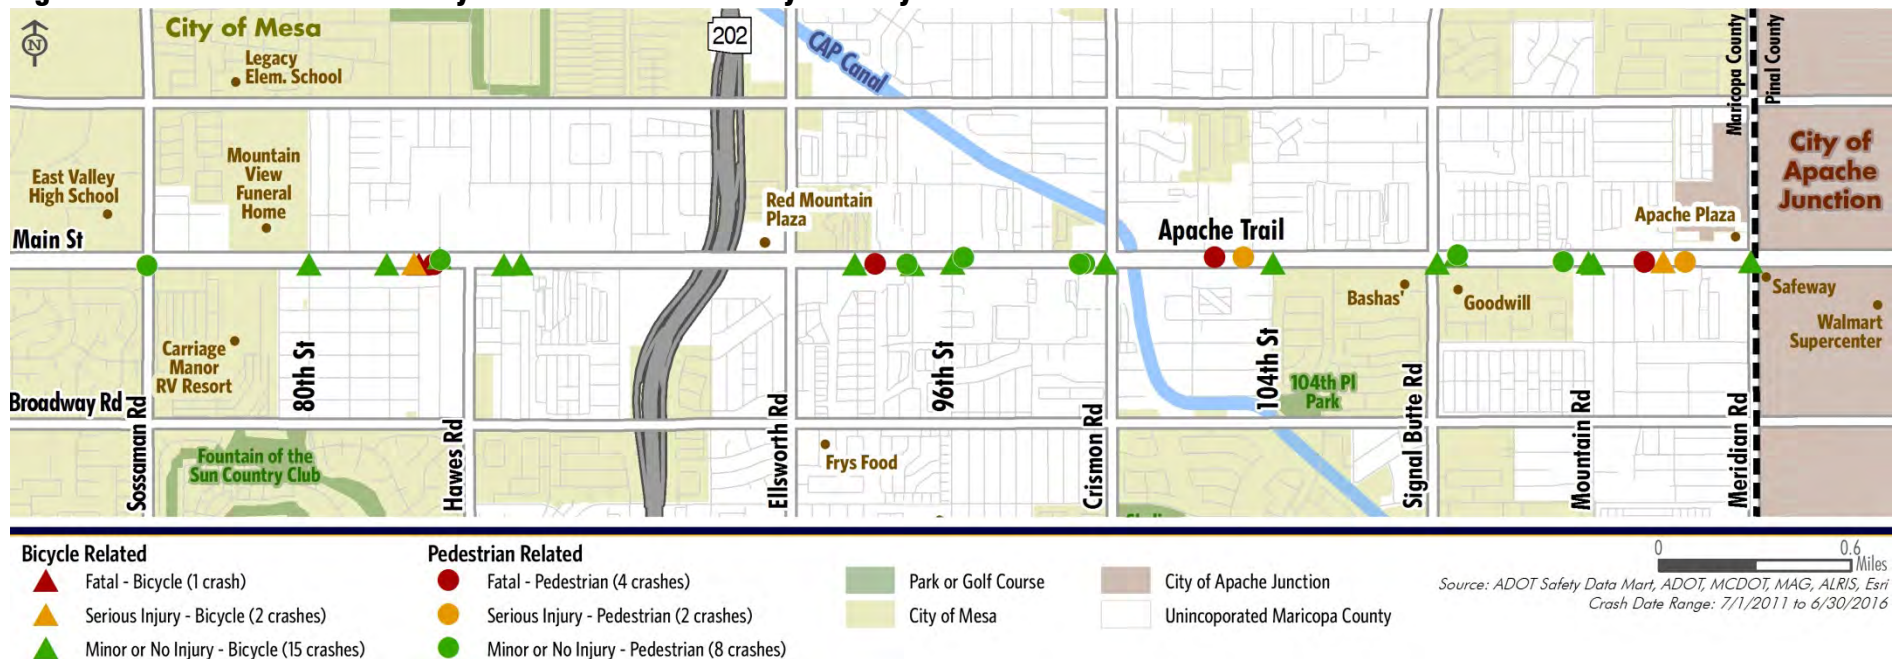 City of Mesa
Legacy
Elem. School
202
CAP Canal
Maricopa County
Pinal County
N
East Valley
High School
Mountain
View
Funeral
Home
Red Mountain
Plaza
City of
Apache
Junction
Apache Plaza
Main St
Apache Trail
Bashas'
Goodwill
Safeway
Walmart
Supercenter
Carriage
Manor
RV Resort
80th St
96th St
104th St
104th Pl
Park
Broadway Rd
Sossaman Rd
Hawes Rd
Ellsworth Rd
Crismon Rd
Signal Butte Rd
Mountain Rd
Meridian Rd
Fountain of the
Sun Country Club
Frys Food
Bicycle Related
Fatal - Bicycle (1 crash)
Serious Injury - Bicycle (2 crashes)
Minor or No Injury - Bicycle (15 crashes)
Pedestrian Related
Fatal - Pedestrian (4 crashes)
Serious Injury - Pedestrian (2 crashes)
Minor or No Injury - Pedestrian (8 crashes)
Park or Golf Course
City of Mesa
City of Apache Junction
Unincoporated Maricopa County
0 0.6
Miles
Source: ADOT Safety Data Mart, ADOT, MCDOT, MAG, ALRIS, Esri
Crash Date Range: 7/1/2011 to 6/30/2016